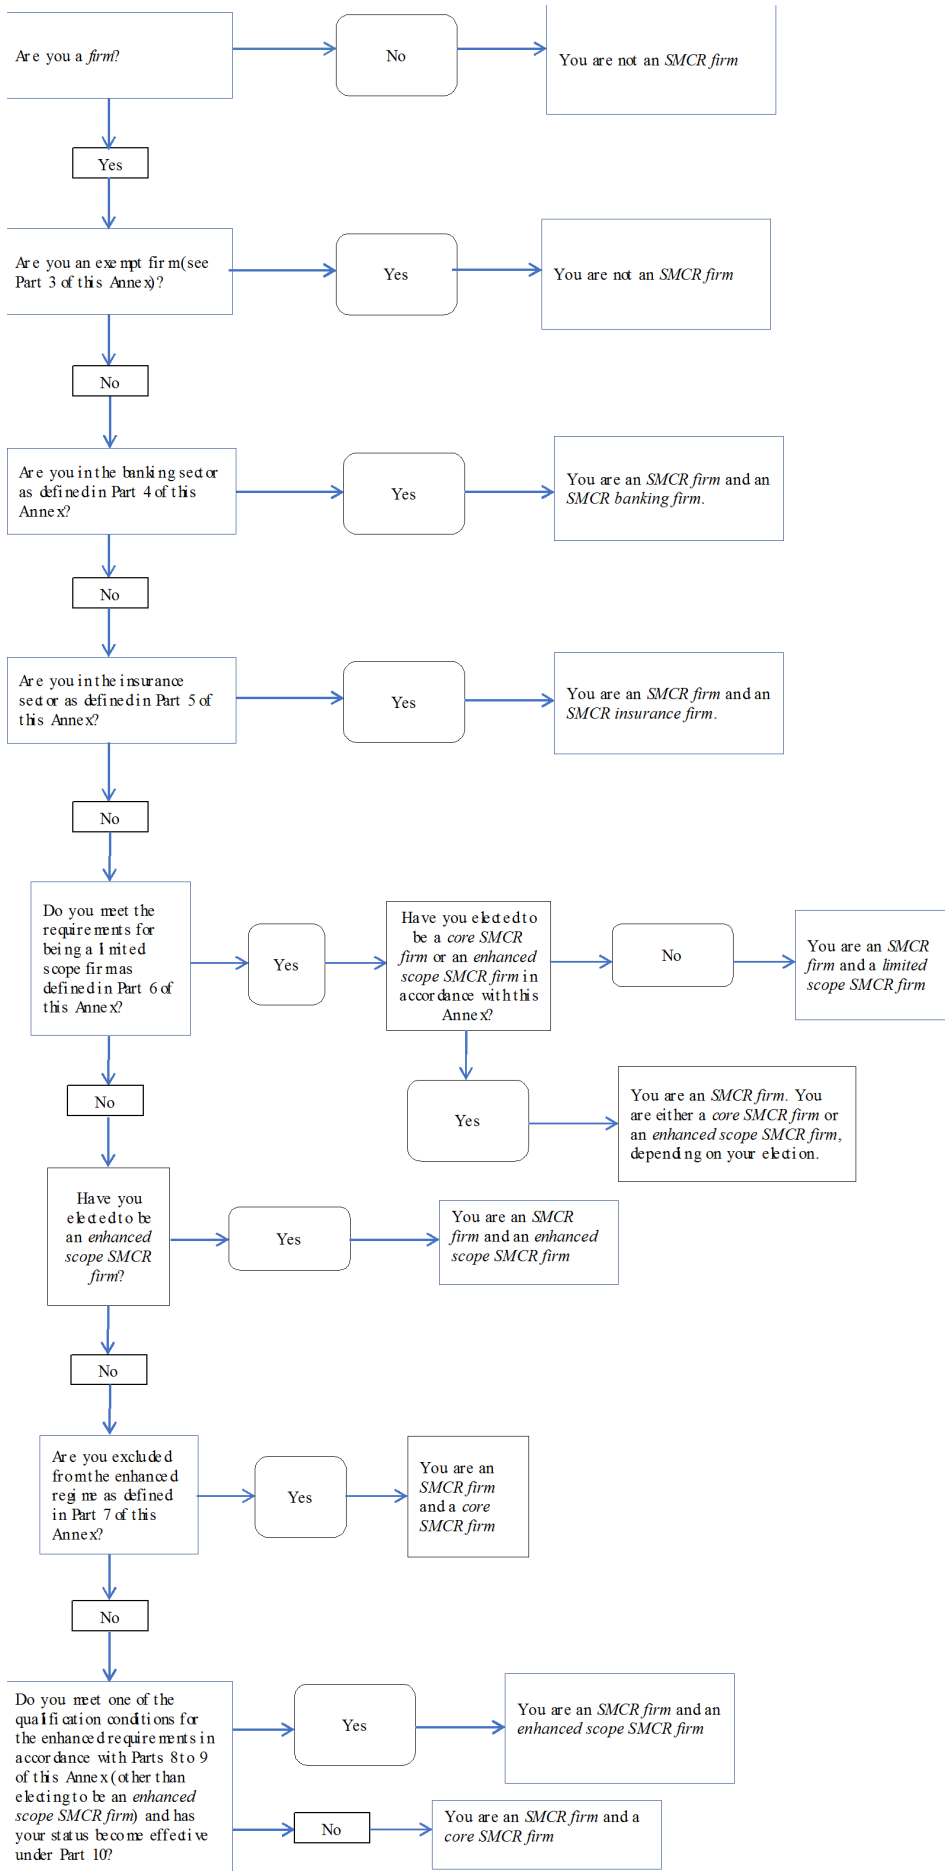 Are you a firm?
No
You are not an SMCR firm
Yes
Are you an exempt firm (see
Part 3 of this Annex)?
Yes
You are not an SMCR firm
No
Are you in the banking sector
as defined in Part 4 of this
Annex?
Yes
You are an SMCR firm and an
SMCR banking firm.
No
Are you in the insurance
sector as defined in Part 5 of
this Annex?
Yes
You are an SMCR firm and an
SMCR insurance firm.
No
Do you meet the
requirements for
being a limited
scope firm as
defined in Part 6 of
this Annex?
Yes
Have you elected to
be a core SMCR
firm or an enhanced
scope SMCR firm in
accordance with this
Annex?
No
You are an SMCR
firm and a limited
scope SMCR firm
No
Yes
You are an SMCR firm. You
are either a core SMCR firm or
an enhanced scope SMCR firm,
depending on your election.
Have you
elected to be
an enhanced
scope SMCR
firm?
Yes
You are an SMCR
firm and an enhanced
scope SMCR firm
No
Are you excluded
from the enhanced
regime as defined
in Part 7 of this
Annex?
Yes
You are an
SMCR firm
and a core
SMCR firm
No
Do you meet one of the
qualification conditions for
the enhanced requirements in
accordance with Parts 8 to 9
of this Annex (other than
electing to be an enhanced
scope SMCR firm) and has
your status become effective
under Part 10?
Yes
You are an SMCR firm and an
enhanced scope SMCR firm
No
You are an SMCR firm and a
core SMCR firm